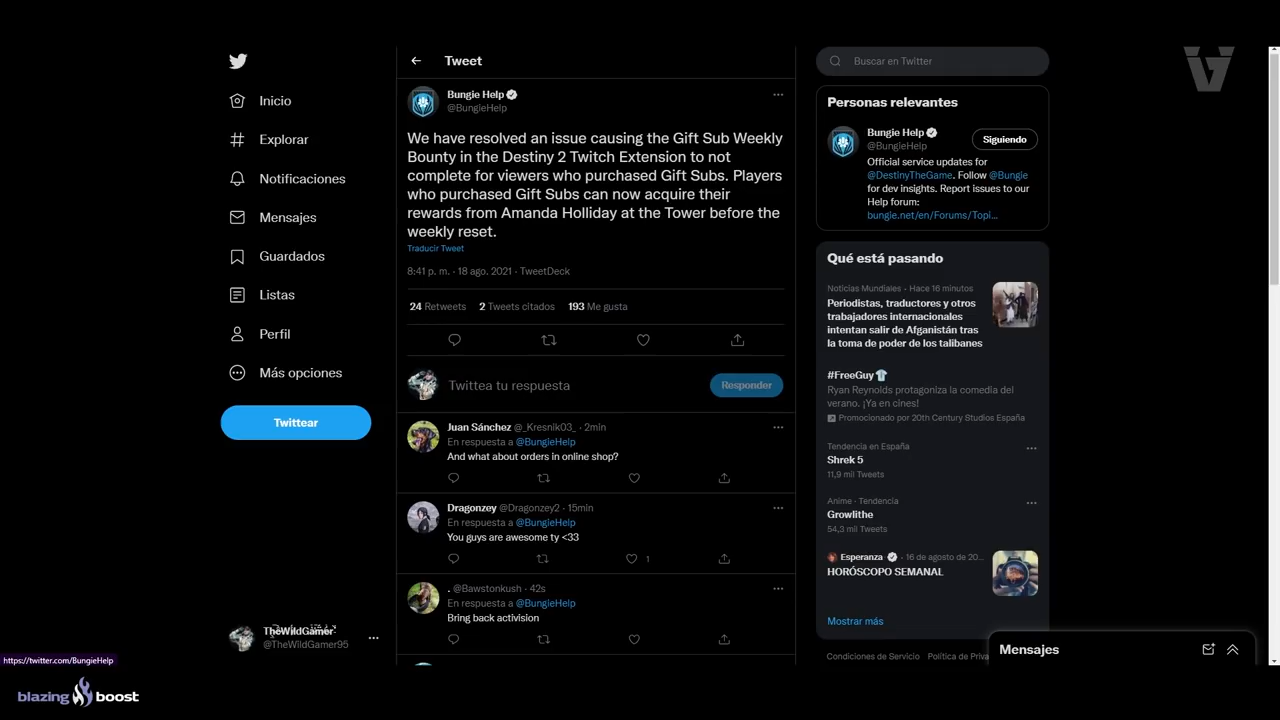 Inicio
Explorar
Notificaciones
Mensajes
Guardados
Listas
Perfil
Más opciones
Twittear
TheWildGamer
@TheWildGamer95
https://twitter.com/BungieHelp
blazing boost
Tweet
Bungie Help
@BungieHelp
We have resolved an issue causing the Gift Sub Weekly
Bounty in the Destiny 2 Twitch Extension to not
complete for viewers who purchased Gift Subs. Players
who purchased Gift Subs can now acquire their
rewards from Amanda Holliday at the Tower before the
weekly reset.
Traducir Tweet
8:41 p. m. · 18 ago. 2021 · TweetDeck
24 Retweets 2 Tweets citados 193 Me gusta
Twittea tu respuesta
Responder
Juan Sánchez @_Kresnik03_ · 2min
En respuesta a @BungieHelp
And what about orders in online shop?
Dragonzey @Dragonzey2 · 15min
En respuesta a @BungieHelp
You guys are awesome ty <33
1
. @Bawstonkush · 42s
En respuesta a @BungieHelp
Bring back activision
Buscar en Twitter
Personas relevantes
Bungie Help
@BungieHelp
Siguiendo
Official service updates for
@DestinyTheGame. Follow @Bungie
for dev insights. Report issues to our
Help forum:
bungie.net/en/Forums/Topi...
Qué está pasando
Noticias Mundiales · Hace 16 minutos
Periodistas, traductores y otros
trabajadores internacionales
intentan salir de Afganistán tras
la toma de poder de los talibanes
#FreeGuy
Ryan Reynolds protagoniza la comedia del
verano. ¡Ya en cines!
Promocionado por 20th Century Studios España
Tendencia en España
Shrek 5
11,9 mil Tweets
Anime · Tendencia
Growlithe
54,3 mil Tweets
Esperanza · 16 de agosto de 20...
HORÓSCOPO SEMANAL
Mostrar más
Condiciones de Servicio Política de Priva
Mensajes